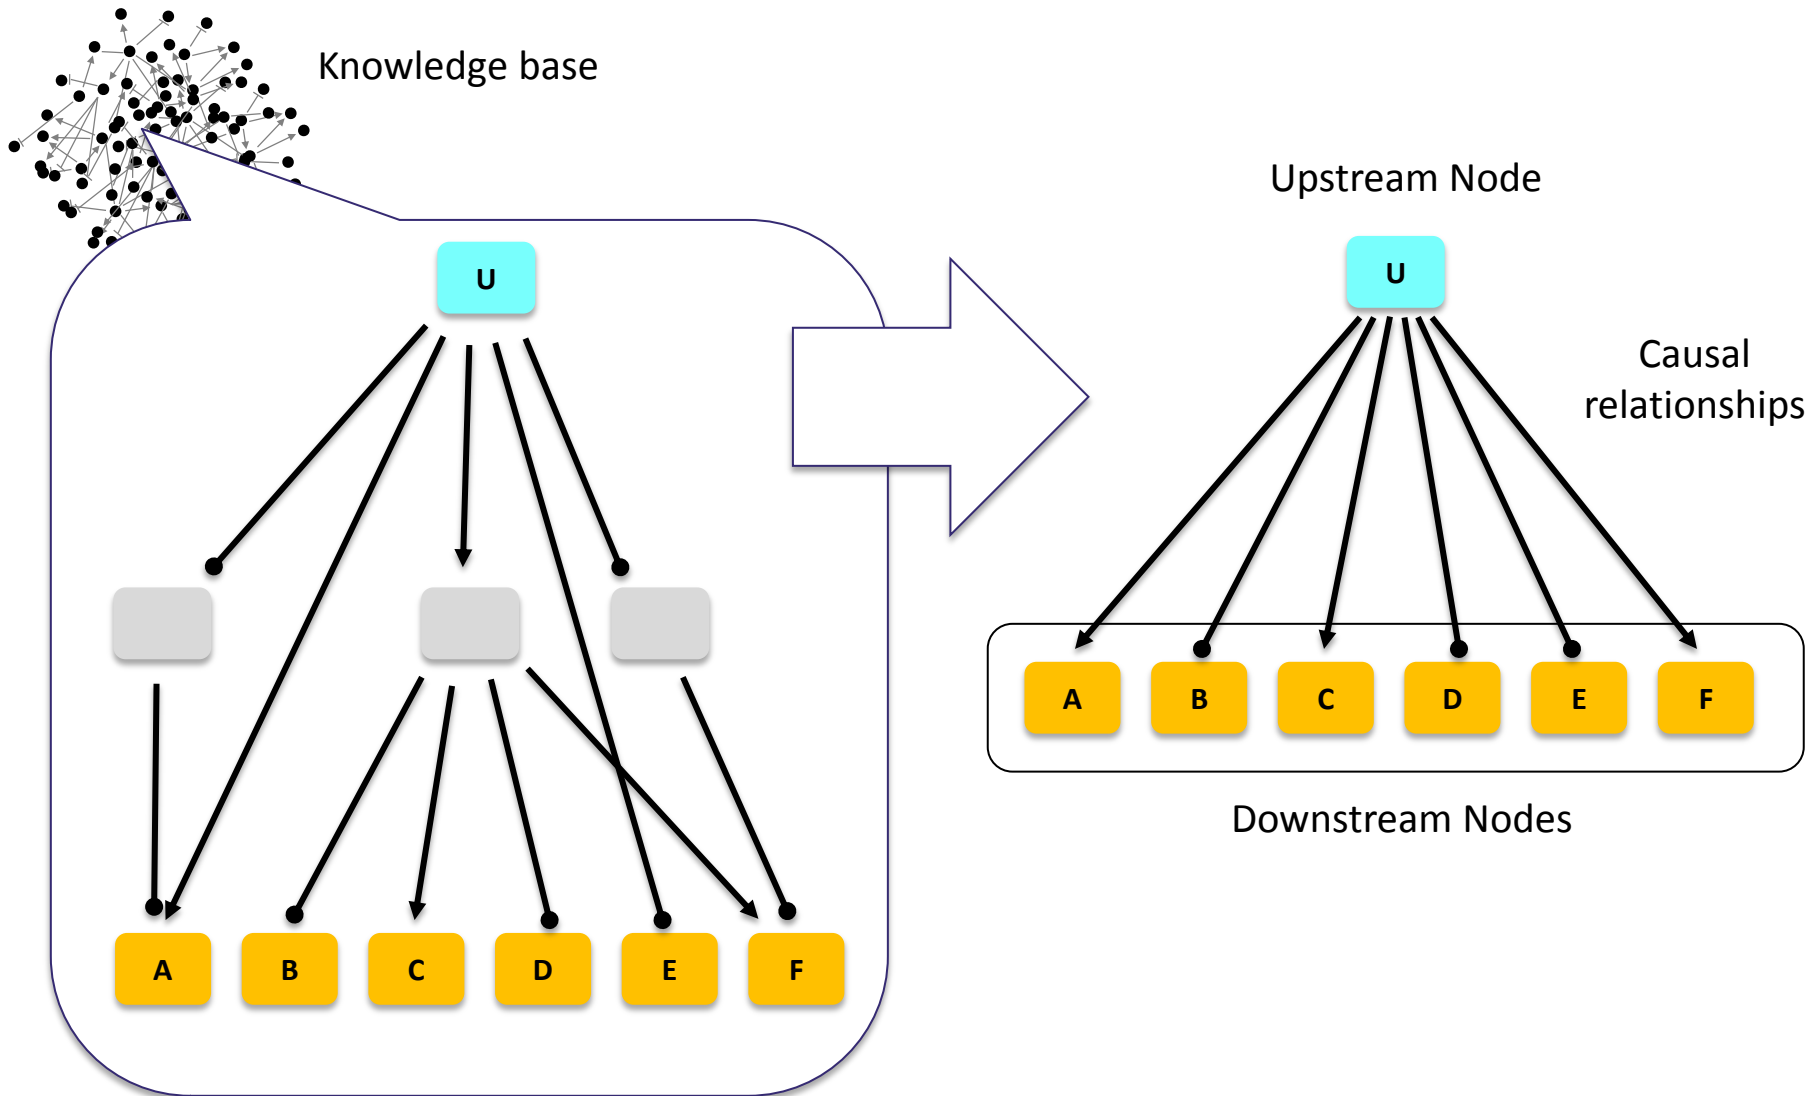 Knowledge base
U
A
B
C
D
E
F
Upstream Node
U
Causal
relationships
A
B
C
D
E
F
Downstream Nodes